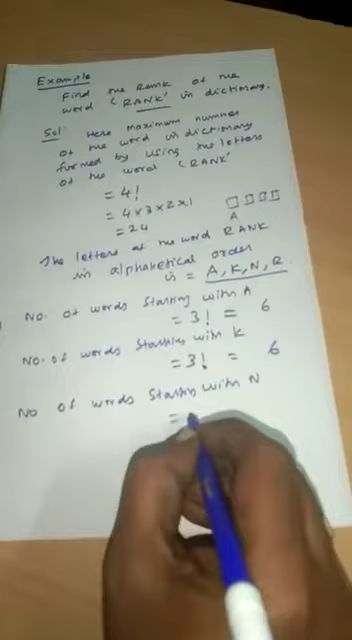 Example
Find the Rank of the
word 'RANK' in dictionary.
Sol: Here maximum number
of the word in dictionary
formed by using the letters
of the word 'RANK'
= 4!
= 4 x 3 x 2 x 1
= 24
A
The letters of the word RANK
in alphabetical order
is = A, K, N, R
No. of words starting with A
= 3! = 6
No. of words starting with K
= 3! = 6
No of words starting with N
=